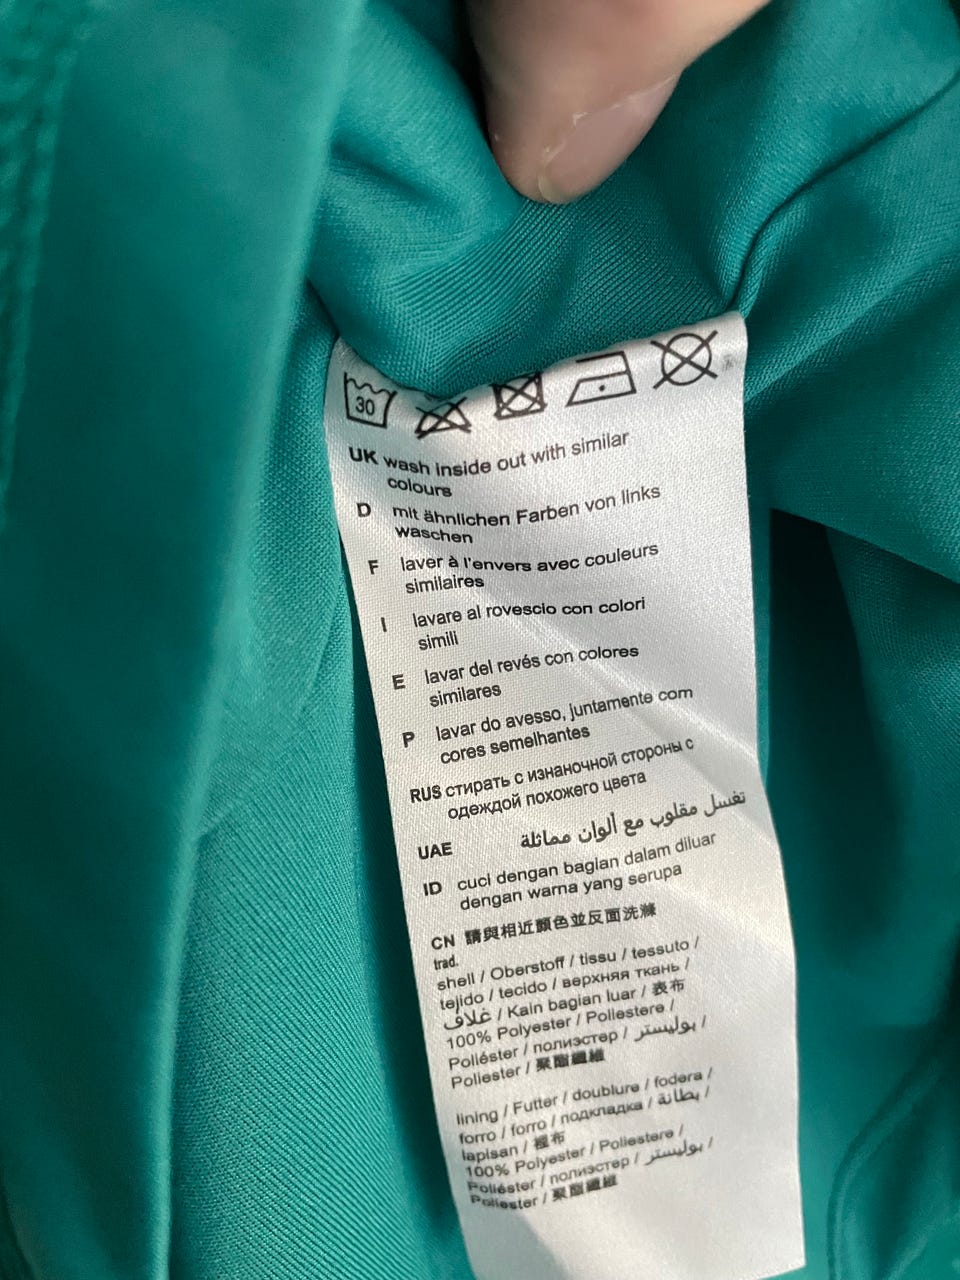 30
UK wash inside out with similar
colours
D mit ähnlichen Farben von links
waschen
F laver à l'envers avec couleurs
similaires
I lavare al rovescio con colori
simili
E lavar del revés con colores
similares
P lavar do avesso, juntamente com
cores semelhantes
RUS стирать с изнаночной стороны с
одеждой похожего цвета
UAE تغسل مقلوب مع ألوان مماثلة
ID cuci dengan bagian dalam diluar
dengan warna yang serupa
CN 請與相近顏色並反面洗滌
trad.
shell / Oberstoff / tissu / tessuto /
tejido / tecido / верхняя ткань /
غلاف / Kain bagian luar / 表布
100% Polyester / Poliestere /
Poliéster / полиэстер / بوليستر /
Poliester / 聚酯纖維
lining / Futter / doublure / fodera /
forro / forro / подкладка / بطانة /
lapisan / 裡布
100% Polyester / Poliestere /
Poliéster / полиэстер / بوليستر /
Poliester / 聚酯纖維